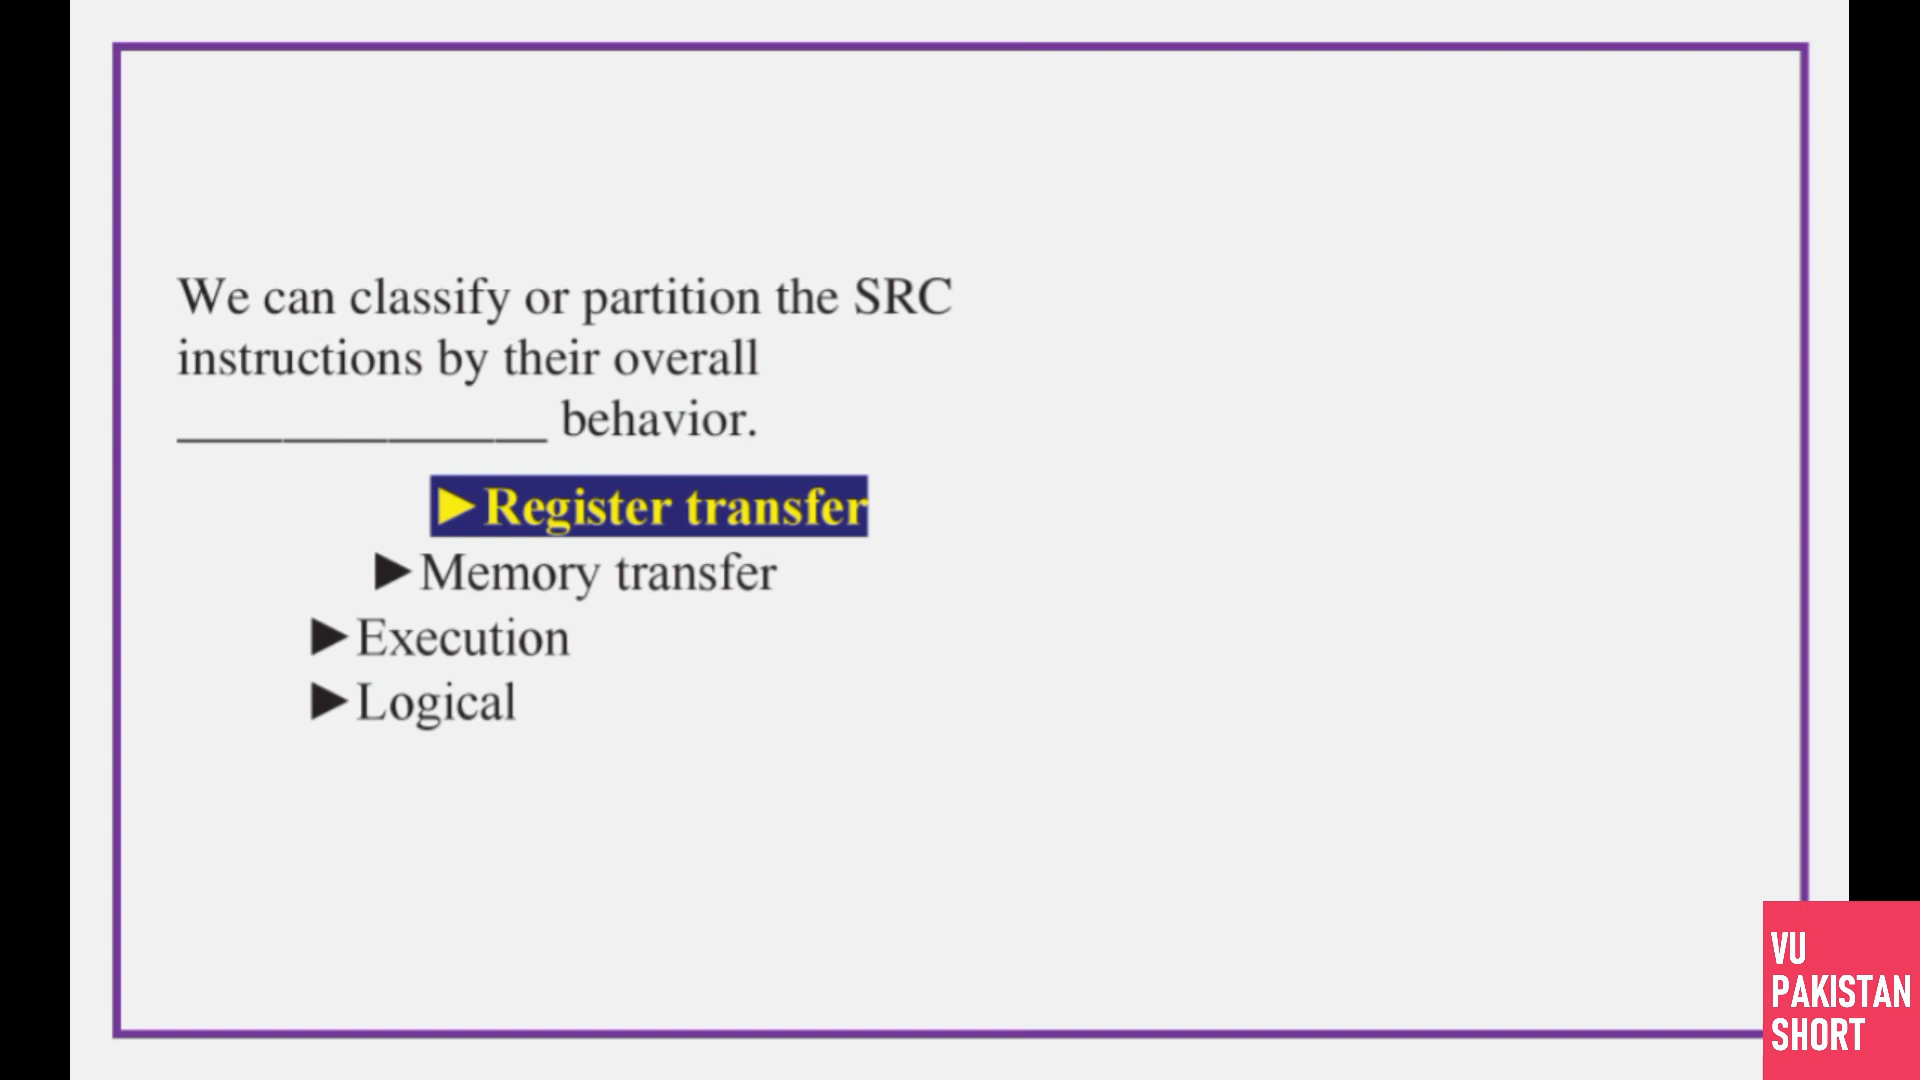 We can classify or partition the SRC
instructions by their overall
______________ behavior.
►Register transfer
►Memory transfer
►Execution
►Logical
VU
PAKISTAN
SHORT